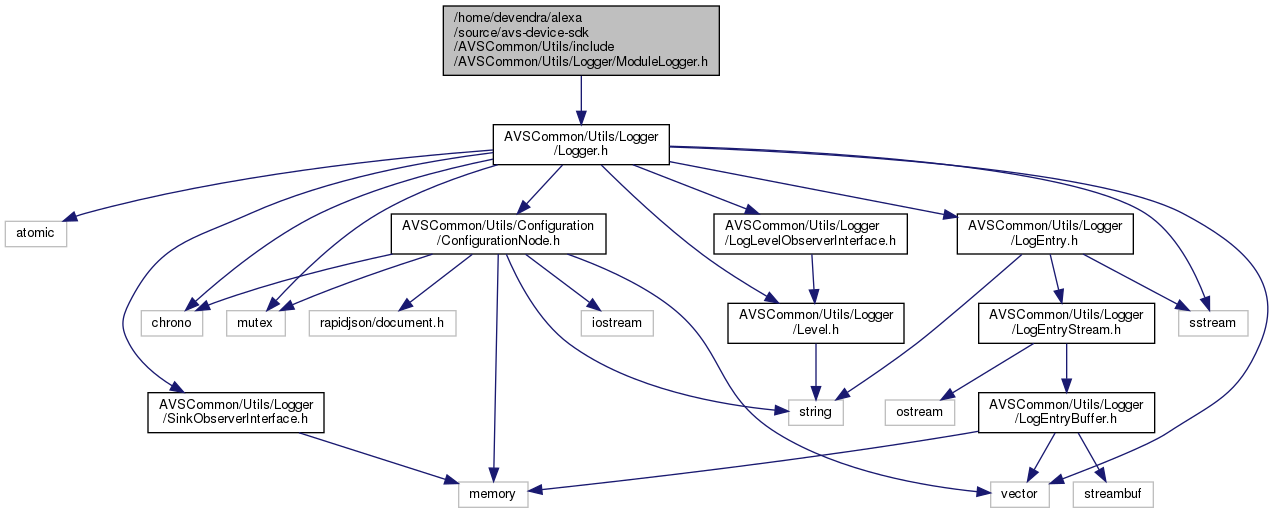 /home/devendra/alexa
/source/avs-device-sdk
/AVSCommon/Utils/include
/AVSCommon/Utils/Logger/ModuleLogger.h
AVSCommon/Utils/Logger
/Logger.h
atomic
AVSCommon/Utils/Configuration
/ConfigurationNode.h
AVSCommon/Utils/Logger
/LogLevelObserverInterface.h
AVSCommon/Utils/Logger
/LogEntry.h
chrono
mutex
rapidjson/document.h
iostream
AVSCommon/Utils/Logger
/Level.h
AVSCommon/Utils/Logger
/LogEntryStream.h
sstream
AVSCommon/Utils/Logger
/SinkObserverInterface.h
string
ostream
AVSCommon/Utils/Logger
/LogEntryBuffer.h
memory
vector
streambuf